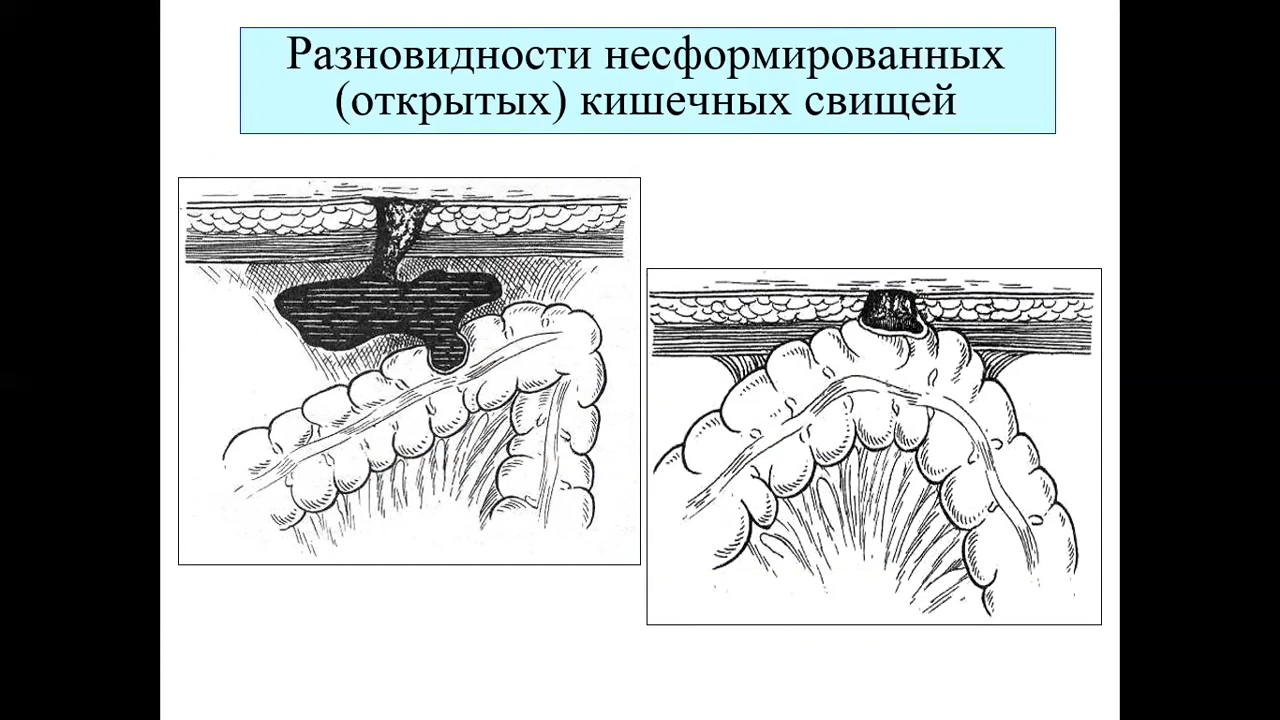 Разновидности несформированных
(открытых) кишечных свищей